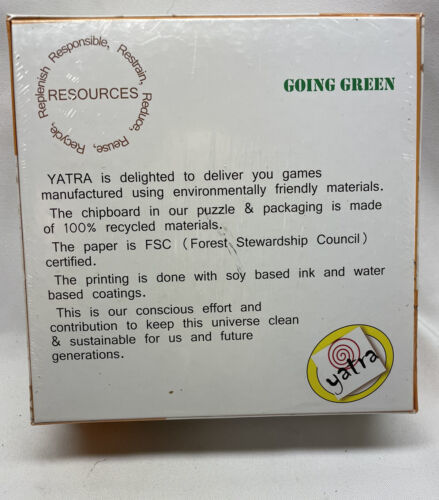 Replenish Responsible, Restrain, Reduce, Reuse, Recycle,
RESOURCES
GOING GREEN
YATRA is delighted to deliver you games
manufactured using environmentally friendly materials.
The chipboard in our puzzle & packaging is made
of 100% recycled materials.
The paper is FSC (Forest Stewardship Council)
certified.
The printing is done with soy based ink and water
based coatings.
This is our conscious effort and
contribution to keep this universe clean
& sustainable for us and future
generations.
yatra